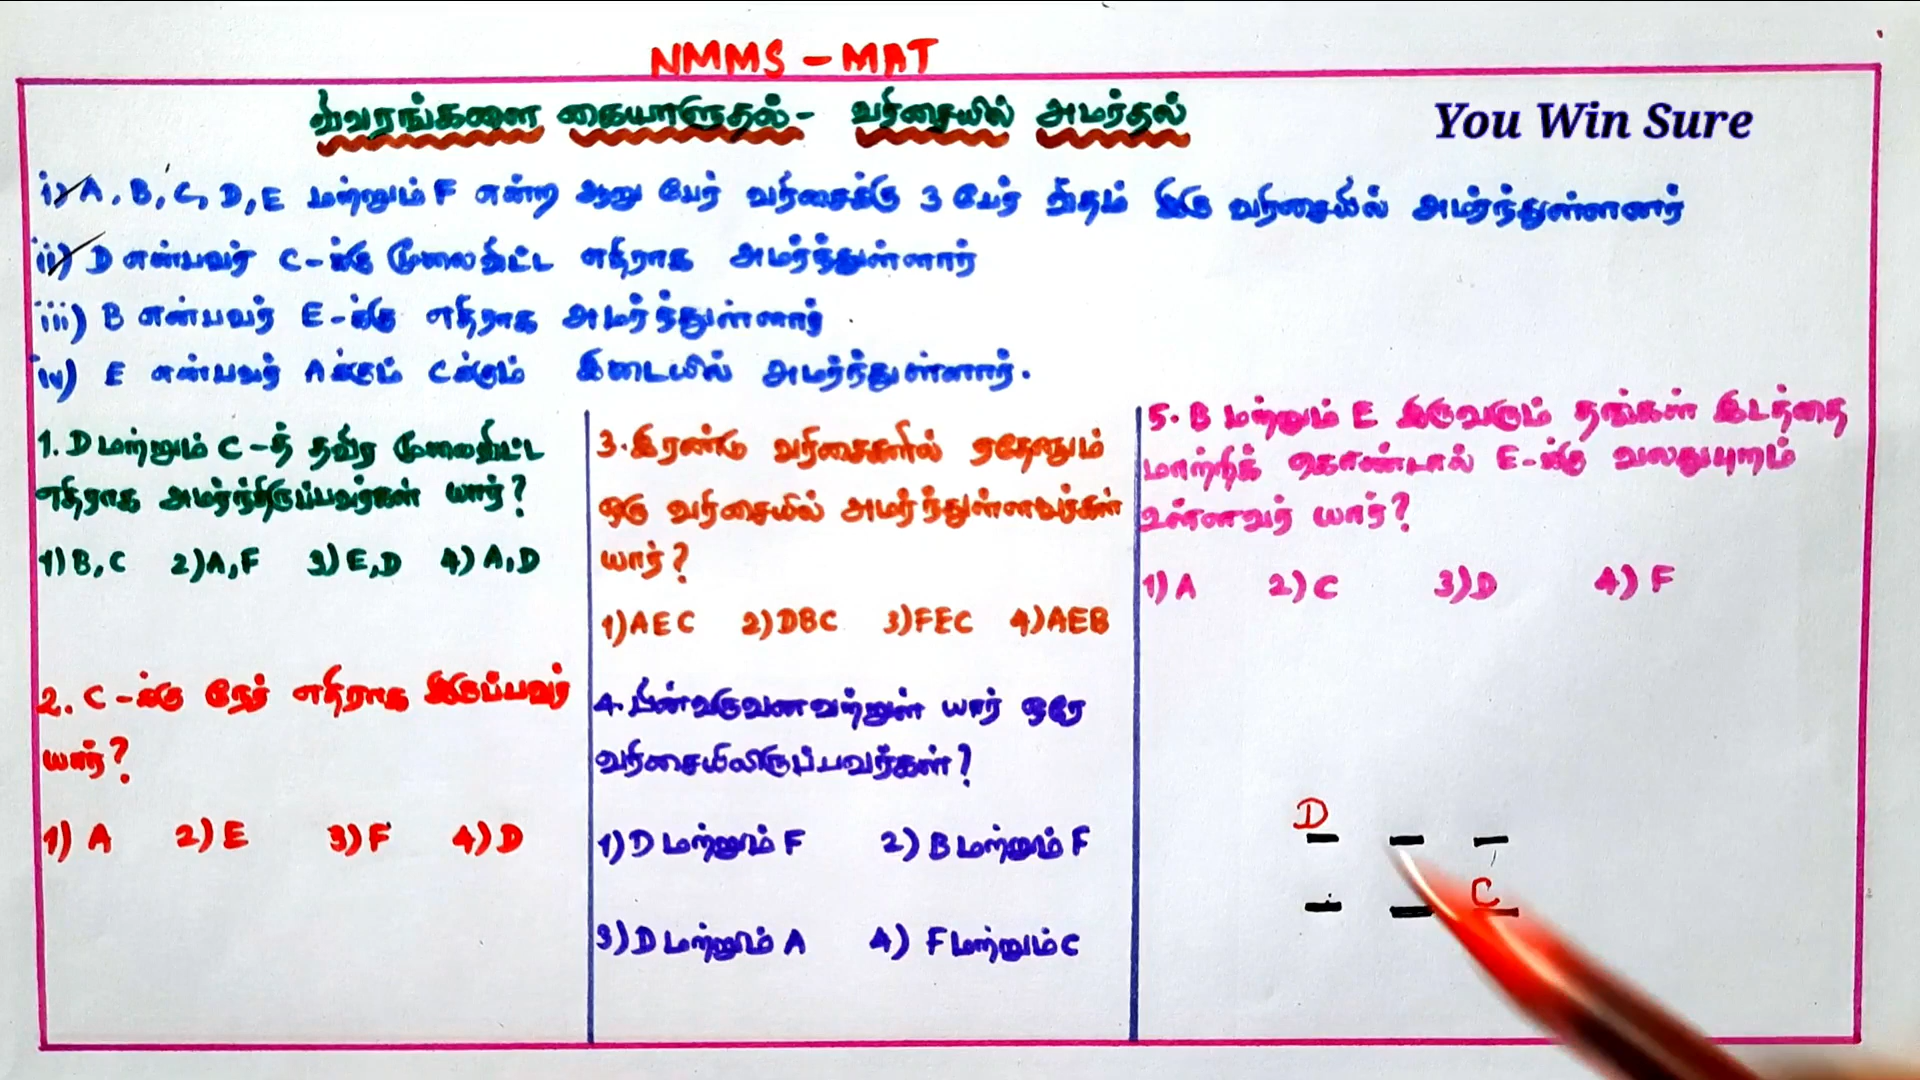 NMMS - MAT
விவரங்களை கையாளுதல் - வரிசையில் அமர்தல்
You Win Sure
i) A, B, C, D, E மற்றும் F என்ற ஆறு பேர் வரிசைக்கு 3 பேர் வீதம் இரு வரிசையில் அமர்ந்துள்ளனர்
ii) D என்பவர் C-க்கு மூலைவிட்ட எதிராக அமர்ந்துள்ளார்
iii) B என்பவர் E-க்கு எதிராக அமர்ந்துள்ளார்
iv) E என்பவர் Aக்கும் Cக்கும் இடையில் அமர்ந்துள்ளார்.
1. D மற்றும் C-த் தவிர மூலைவிட்ட
எதிராக அமர்ந்திருப்பவர்கள் யார்?
1) B, C 2) A, F 3) E, D 4) A, D
2. C-க்கு நேர் எதிராக இருப்பவர்
யார்?
1) A 2) E 3) F 4) D
3. இரண்டு வரிசைகளில் ஏதேனும்
ஒரு வரிசையில் அமர்ந்துள்ளவர்கள்
யார்?
1) AEC 2) DBC 3) FEC 4) AEB
4. பின்வருவனவற்றுள் யார் ஒரே
வரிசையிலிருப்பவர்கள்?
1) D மற்றும் F 2) B மற்றும் F
3) D மற்றும் A 4) F மற்றும் C
5. B மற்றும் E இருவரும் தங்கள் இடத்தை
மாற்றிக் கொண்டால் E-க்கு வலதுபுறம்
உள்ளவர் யார்?
1) A 2) C 3) D 4) F
D
C